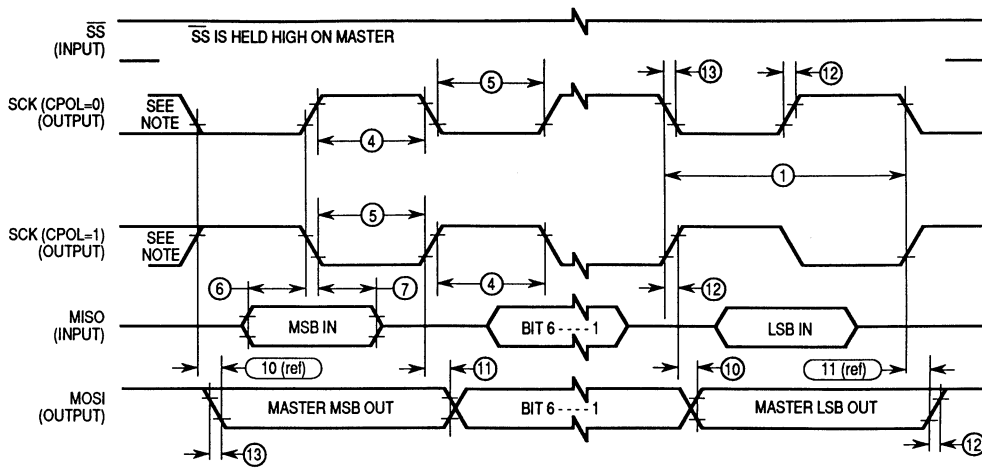 SS
(INPUT)
SS IS HELD HIGH ON MASTER
13
12
5
SCK (CPOL=0)
(OUTPUT)
SEE
NOTE
4
1
5
SCK (CPOL=1)
(OUTPUT)
SEE
NOTE
6
7
4
12
MISO
(INPUT)
MSB IN
BIT 6 - - - - 1
LSB IN
10 (ref)
11
10
11 (ref)
MOSI
(OUTPUT)
MASTER MSB OUT
BIT 6 - - - - 1
MASTER LSB OUT
13
12